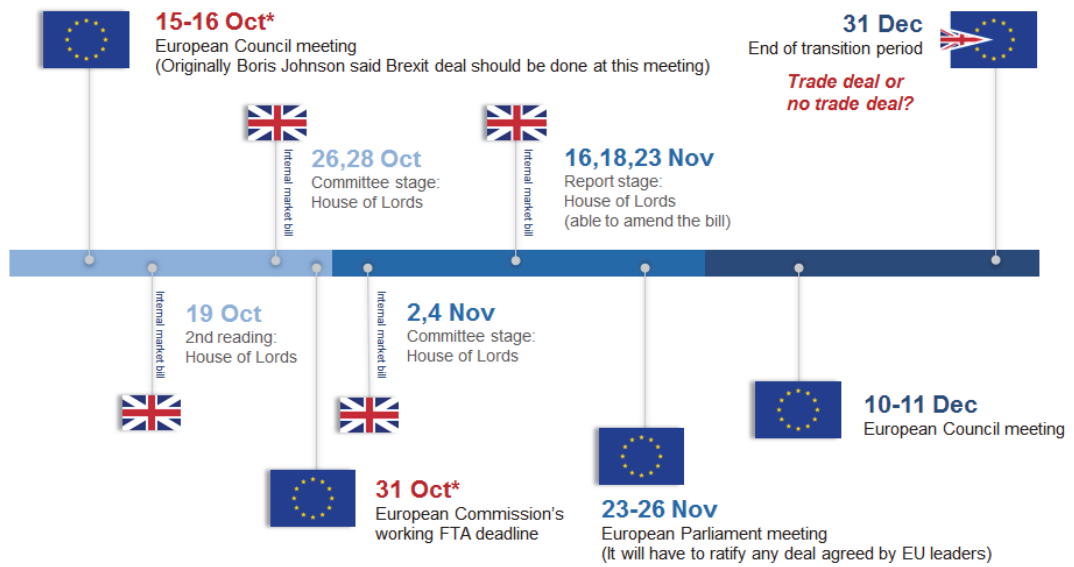 15-16 Oct*
European Council meeting
(Originally Boris Johnson said Brexit deal should be done at this meeting)
31 Dec
End of transition period
Trade deal or
no trade deal?
Internal market bill
26,28 Oct
Committee stage:
House of Lords
Internal market bill
16,18,23 Nov
Report stage:
House of Lords
(able to amend the bill)
Internal market bill
19 Oct
2nd reading:
House of Lords
Internal market bill
2,4 Nov
Committee stage:
House of Lords
10-11 Dec
European Council meeting
31 Oct*
European Commission's
working FTA deadline
23-26 Nov
European Parliament meeting
(It will have to ratify any deal agreed by EU leaders)